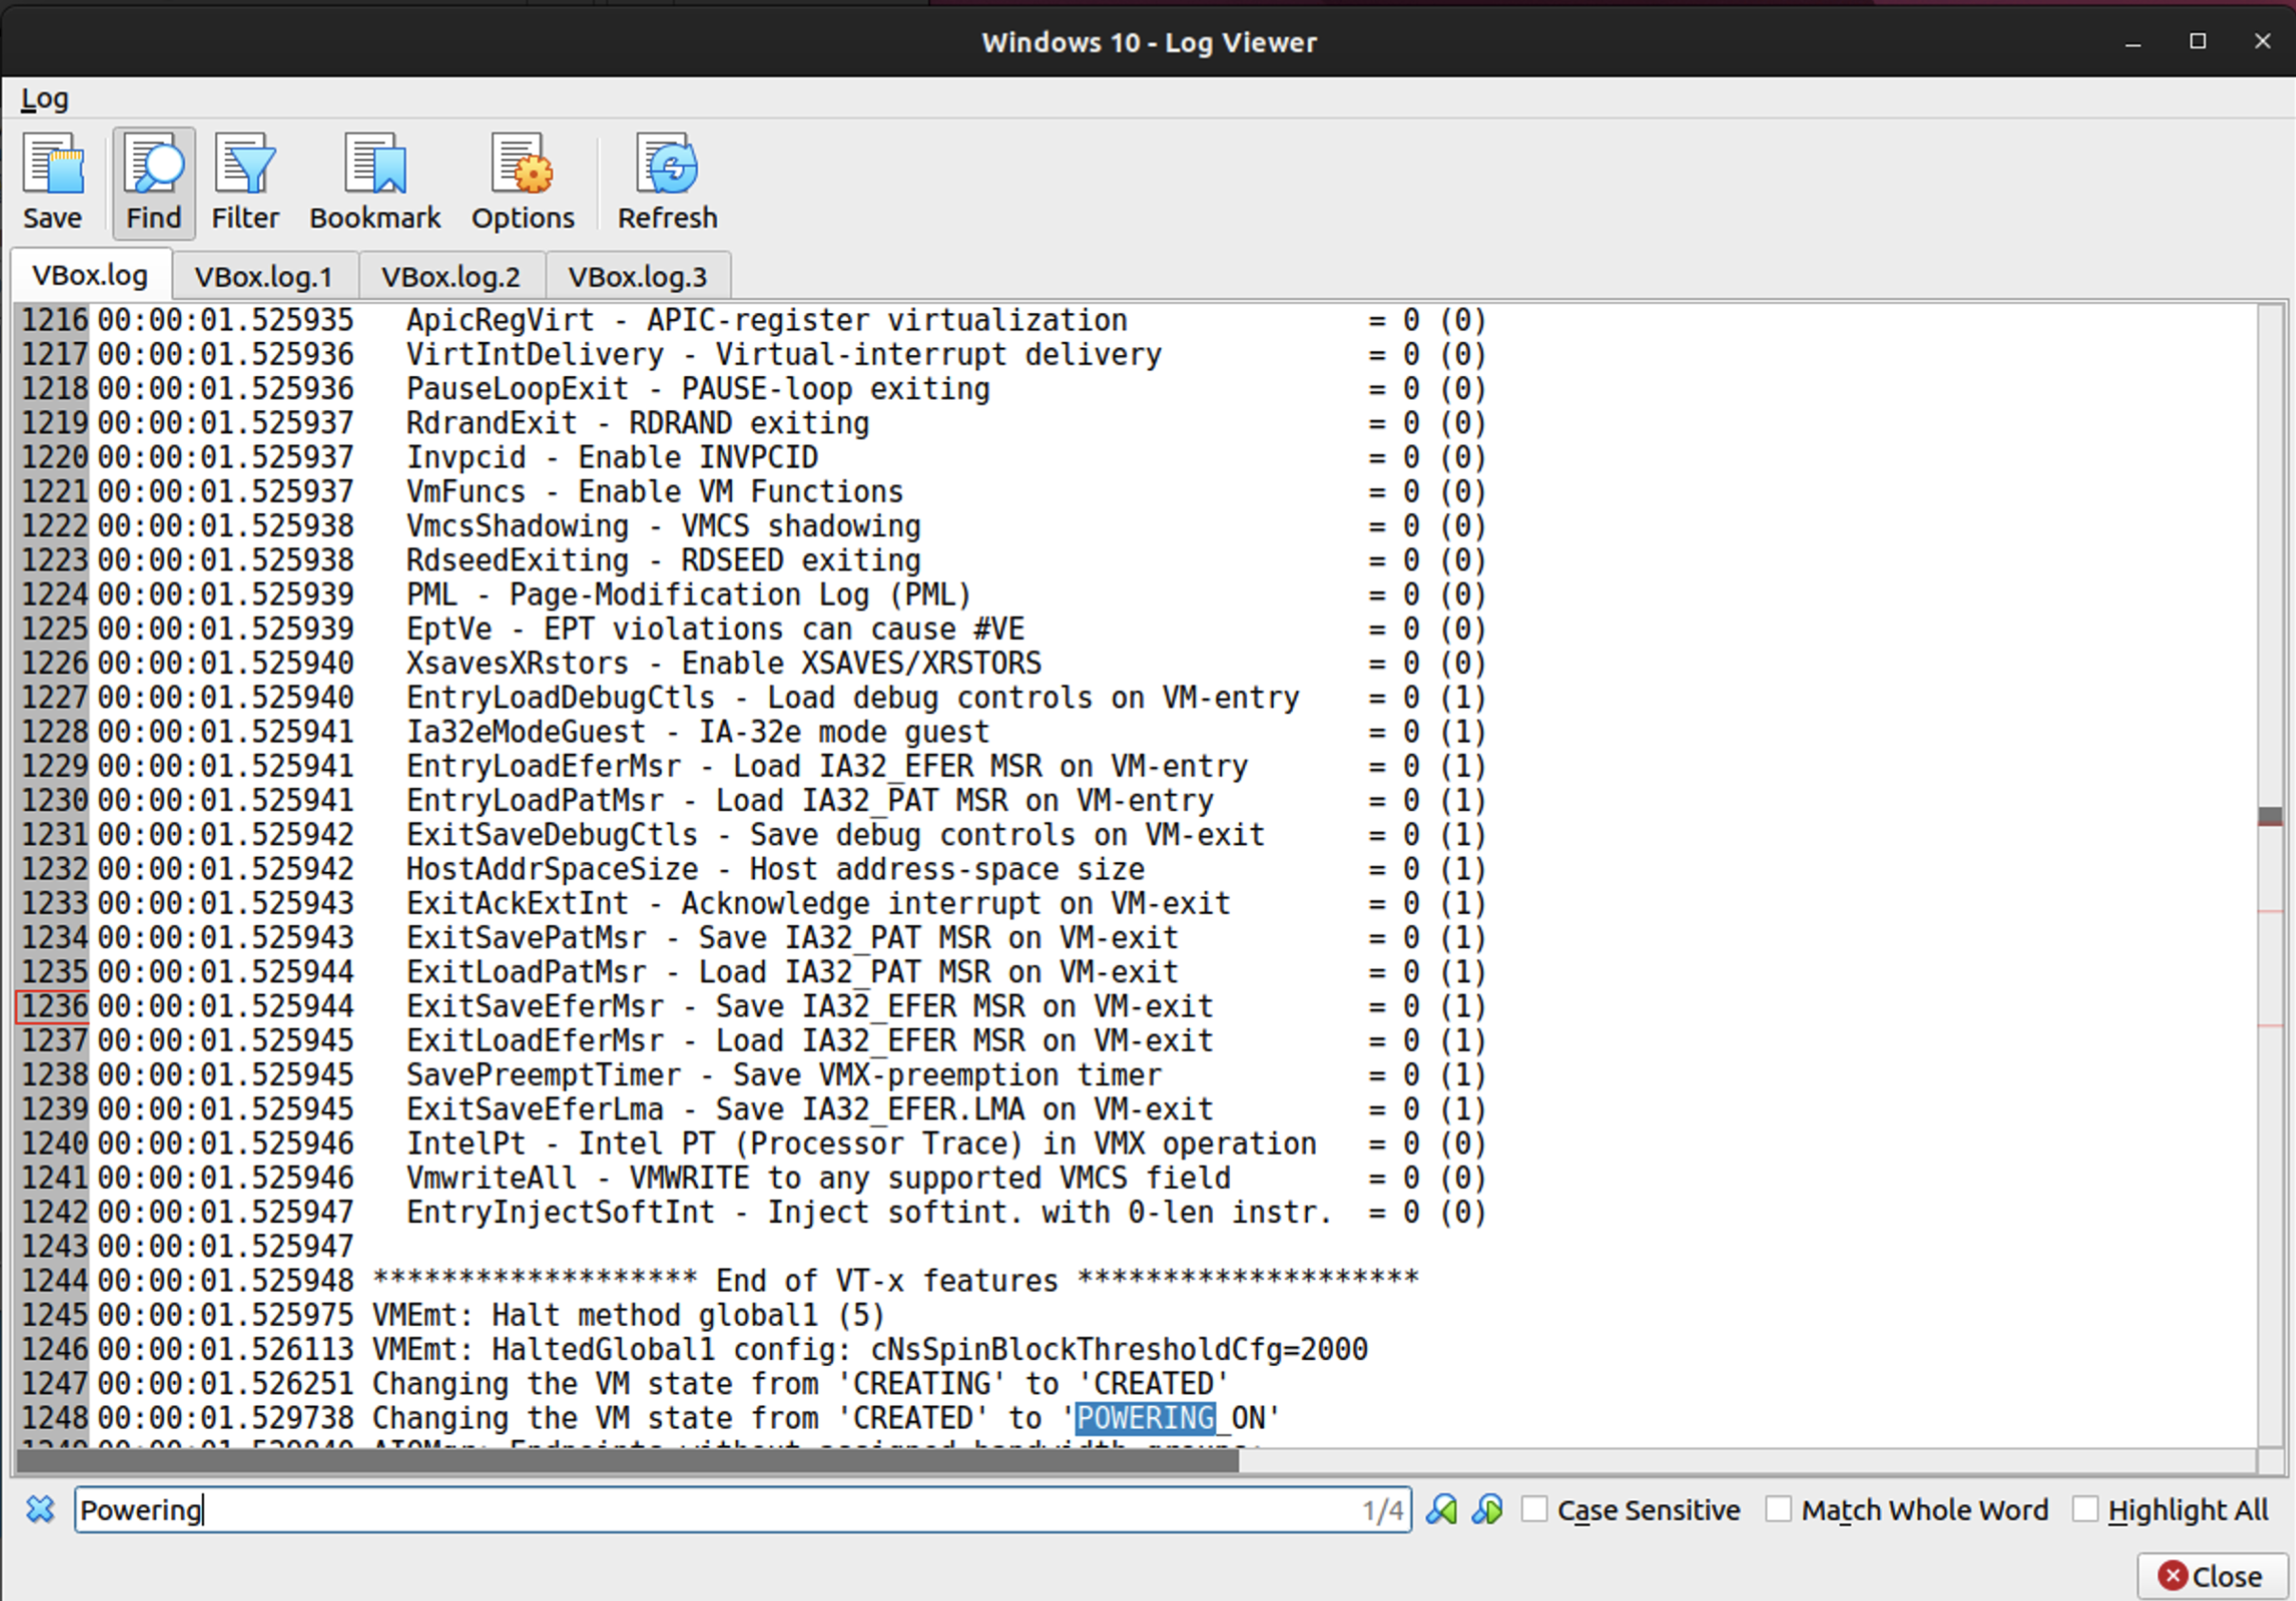 Windows 10 - Log Viewer
Log
Save Find Filter Bookmark Options Refresh
VBox.log VBox.log.1 VBox.log.2 VBox.log.3
1216 00:00:01.525935   ApicRegVirt - APIC-register virtualization = 0 (0)
1217 00:00:01.525936   VirtIntDelivery - Virtual-interrupt delivery = 0 (0)
1218 00:00:01.525936   PauseLoopExit - PAUSE-loop exiting = 0 (0)
1219 00:00:01.525937   RdrandExit - RDRAND exiting = 0 (0)
1220 00:00:01.525937   Invpcid - Enable INVPCID = 0 (0)
1221 00:00:01.525937   VmFuncs - Enable VM Functions = 0 (0)
1222 00:00:01.525938   VmcsShadowing - VMCS shadowing = 0 (0)
1223 00:00:01.525938   RdseedExiting - RDSEED exiting = 0 (0)
1224 00:00:01.525939   PML - Page-Modification Log (PML) = 0 (0)
1225 00:00:01.525939   EptVe - EPT violations can cause #VE = 0 (0)
1226 00:00:01.525940   XsavesXRstors - Enable XSAVES/XRSTORS = 0 (0)
1227 00:00:01.525940   EntryLoadDebugCtls - Load debug controls on VM-entry = 0 (1)
1228 00:00:01.525941   Ia32eModeGuest - IA-32e mode guest = 0 (1)
1229 00:00:01.525941   EntryLoadEferMsr - Load IA32_EFER MSR on VM-entry = 0 (1)
1230 00:00:01.525941   EntryLoadPatMsr - Load IA32_PAT MSR on VM-entry = 0 (1)
1231 00:00:01.525942   ExitSaveDebugCtls - Save debug controls on VM-exit = 0 (1)
1232 00:00:01.525942   HostAddrSpaceSize - Host address-space size = 0 (1)
1233 00:00:01.525943   ExitAckExtInt - Acknowledge interrupt on VM-exit = 0 (1)
1234 00:00:01.525943   ExitSavePatMsr - Save IA32_PAT MSR on VM-exit = 0 (1)
1235 00:00:01.525944   ExitLoadPatMsr - Load IA32_PAT MSR on VM-exit = 0 (1)
1236 00:00:01.525944   ExitSaveEferMsr - Save IA32_EFER MSR on VM-exit = 0 (1)
1237 00:00:01.525945   ExitLoadEferMsr - Load IA32_EFER MSR on VM-exit = 0 (1)
1238 00:00:01.525945   SavePreemptTimer - Save VMX-preemption timer = 0 (1)
1239 00:00:01.525945   ExitSaveEferLma - Save IA32_EFER.LMA on VM-exit = 0 (1)
1240 00:00:01.525946   IntelPt - Intel PT (Processor Trace) in VMX operation = 0 (0)
1241 00:00:01.525946   VmwriteAll - VMWRITE to any supported VMCS field = 0 (0)
1242 00:00:01.525947   EntryInjectSoftInt - Inject softint. with 0-len instr. = 0 (0)
1243 00:00:01.525947
1244 00:00:01.525948 ******************* End of VT-x features ********************
1245 00:00:01.525975 VMEmt: Halt method global1 (5)
1246 00:00:01.526113 VMEmt: HaltedGlobal1 config: cNsSpinBlockThresholdCfg=2000
1247 00:00:01.526251 Changing the VM state from 'CREATING' to 'CREATED'
1248 00:00:01.529738 Changing the VM state from 'CREATED' to 'POWERING_ON'
Powering 1/4 Case Sensitive Match Whole Word Highlight All
Close